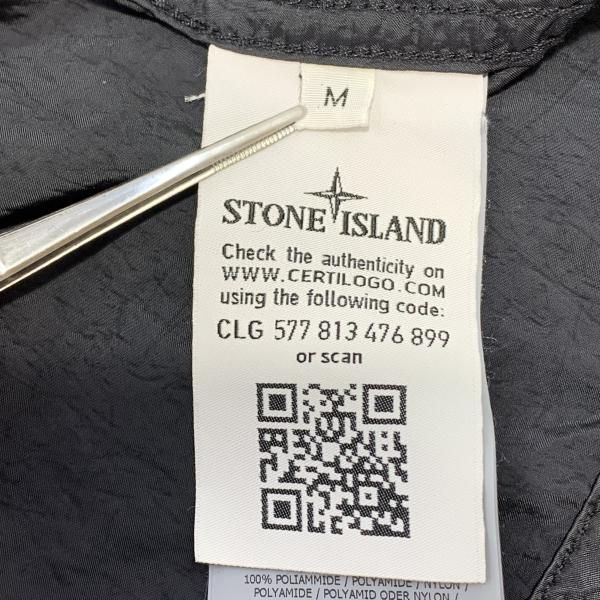 M
STONE ISLAND
Check the authenticity on
WWW.CERTILOGO.COM
using the following code:
CLG 577 813 476 899
or scan
100% POLIAMMIDE / POLYAMIDE / NYLON /
POLYAMIDE / POLYAMID ODER NYLON /